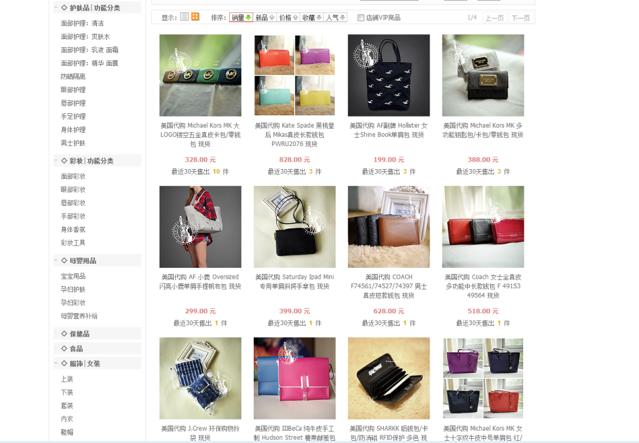 ◇ 护肤品 | 功能分类
面部护理: 清洁
面部护理: 爽肤水
面部护理: 乳液 面霜
面部护理: 精华 面膜
防晒隔离
眼部护理
唇部护理
手足护理
身体护理
男士护肤
◇ 彩妆 | 功能分类
面部彩妆
眼部彩妆
唇部彩妆
手部彩妆
身体香氛
彩妆工具
◇ 母婴用品
宝宝用品
孕妇护肤
孕妇彩妆
母婴营养补给
◇ 保健品
◇ 食品
◇ 服饰 | 女装
上装
下装
套装
内衣
鞋帽
显示: 排序: 销量 新品 价格 收藏 人气 店铺VIP商品 1/4 上一页 下一页
美国代购 Michael Kors MK 大
LOGO镂空五金真皮卡包/零钱
包 现货
328.00 元
最近30天售出 10 件
美国代购 Kate Spade 黑桃皇
后 Mikas真皮长款钱包
PWRU2076 现货
828.00 元
最近30天售出 3 件
美国代购 AF副牌 Hollister 女
士Shine Book单肩包 现货
199.00 元
最近30天售出 3 件
美国代购 Michael Kors MK 多
功能钥匙包/卡包/零钱包 现货
388.00 元
最近30天售出 3 件
美国代购 AF 小鹿 Oversized
闪亮小鹿单肩手提帆布包 现货
299.00 元
最近30天售出 1 件
美国代购 Saturday Ipad Mini
专用单肩斜挎手拿包 现货
399.00 元
最近30天售出 1 件
美国代购 COACH
F74561/74527/74397 男士
真皮短款钱包 现货
628.00 元
最近30天售出 1 件
美国代购 Coach 女士全真皮
多功能中长款钱包 F 49153
49564 现货
518.00 元
最近30天售出 1 件
美国代购 J.Crew 环保购物拎
袋 现货
美国代购 BeCa 纯牛皮手工
制 Hudson Street
美国代购 SHARKK 铝钱包/卡
包/防消磁 RFID保护 多色 现
美国代购 Michael Kors MK 女
士十字纹牛皮中号单肩包 红/